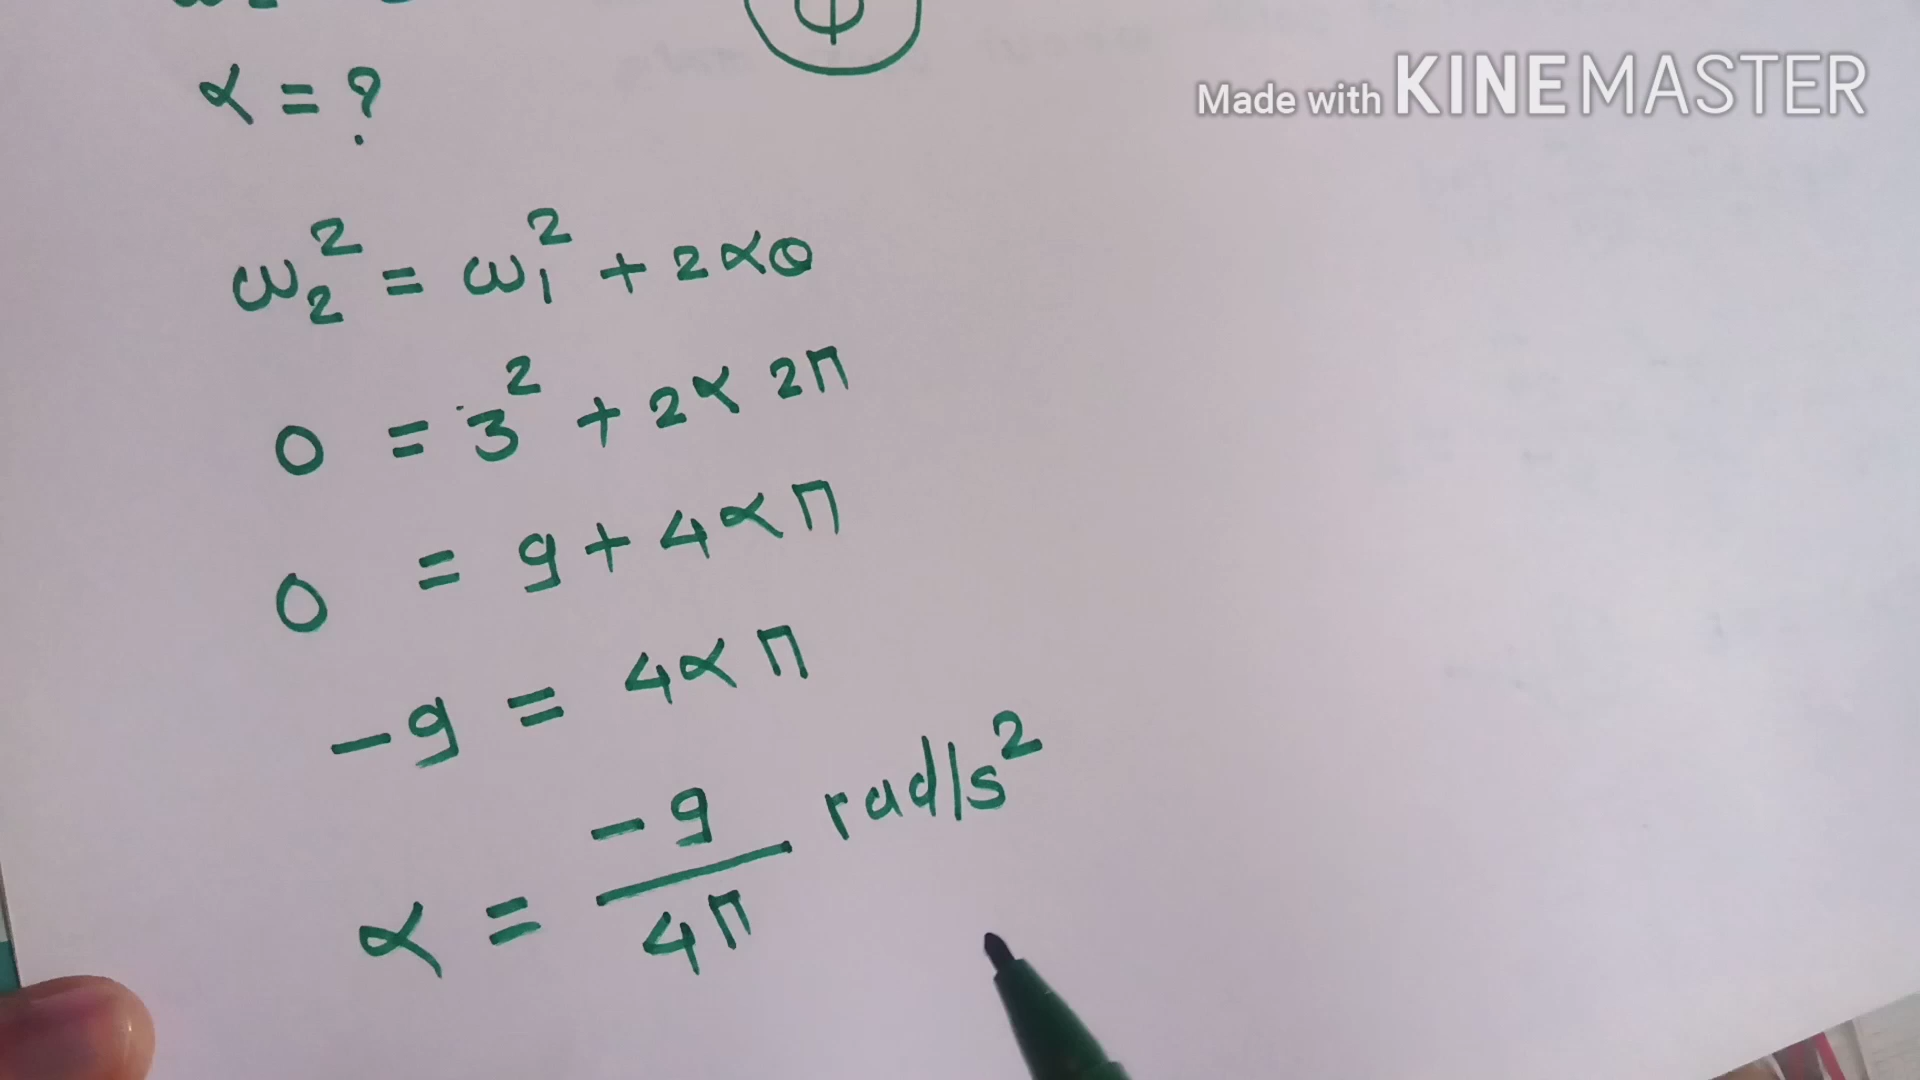 Made with KINEMASTER
α = ?
ω₂² = ω₁² + 2αθ
0 = 3² + 2α 2π
0 = 9 + 4απ
-9 = 4απ
α = -9/4π rad/s²